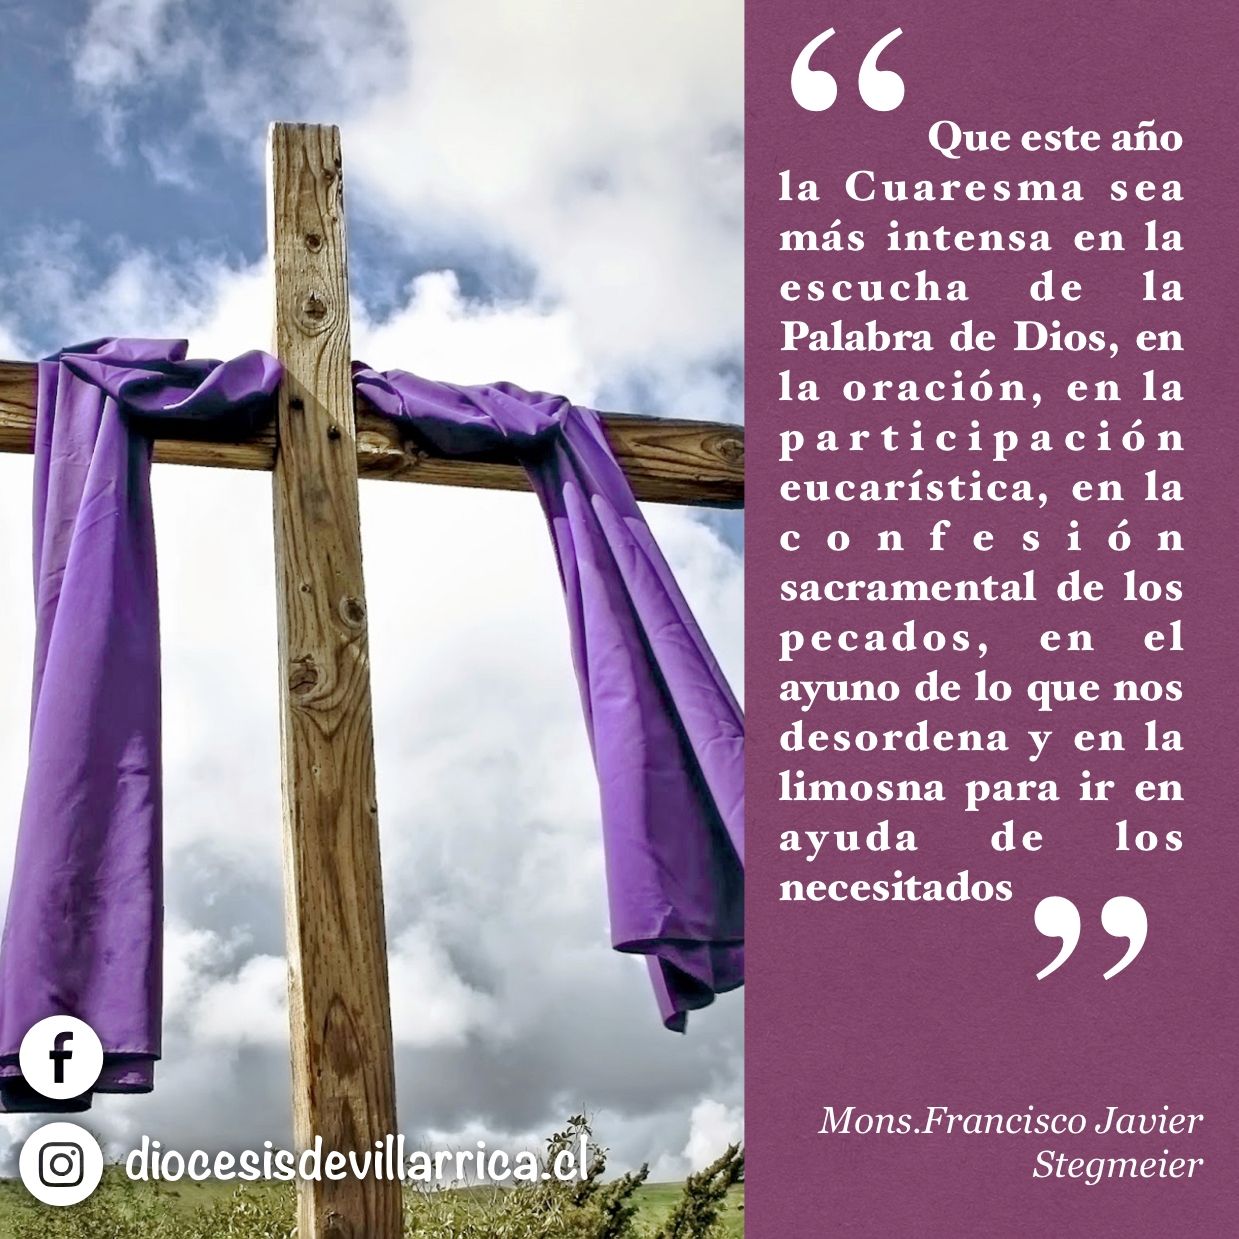 “
Que este año
la Cuaresma sea
más intensa en la
escucha de la
Palabra de Dios, en
la oración, en la
participación
eucarística, en la
confesión
sacramental de los
pecados, en el
ayuno de lo que nos
desordena y en la
limosna para ir en
ayuda de los
necesitados
”
Mons.Francisco Javier
Stegmeier
f
diocesisdevillarrica.cl